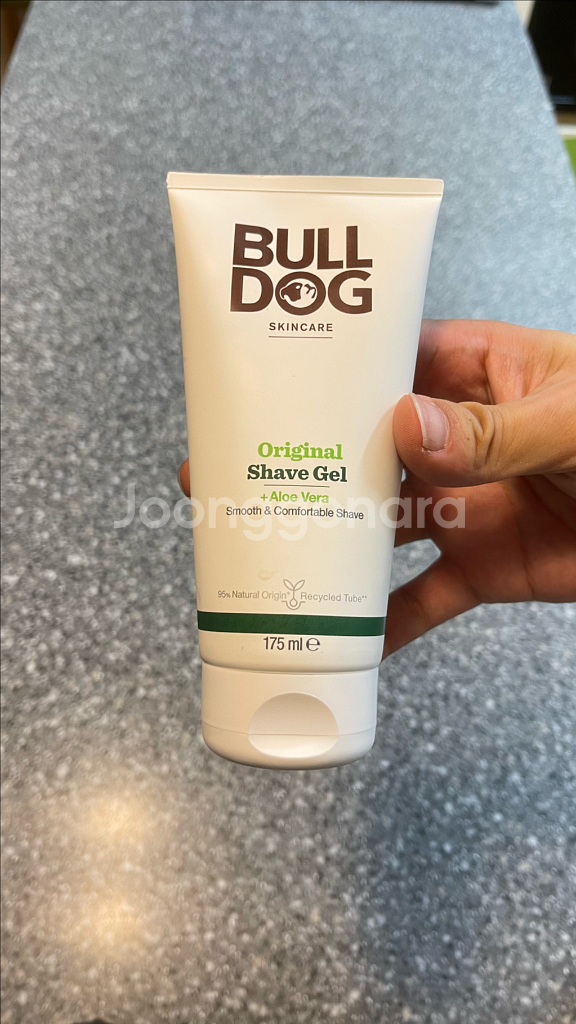 BULL
DOG
SKINCARE
Original
Shave Gel
+Aloe Vera
Smooth & Comfortable Shave
Joonggonara
95% Natural Origin* Recycled Tube**
175 ml ℮